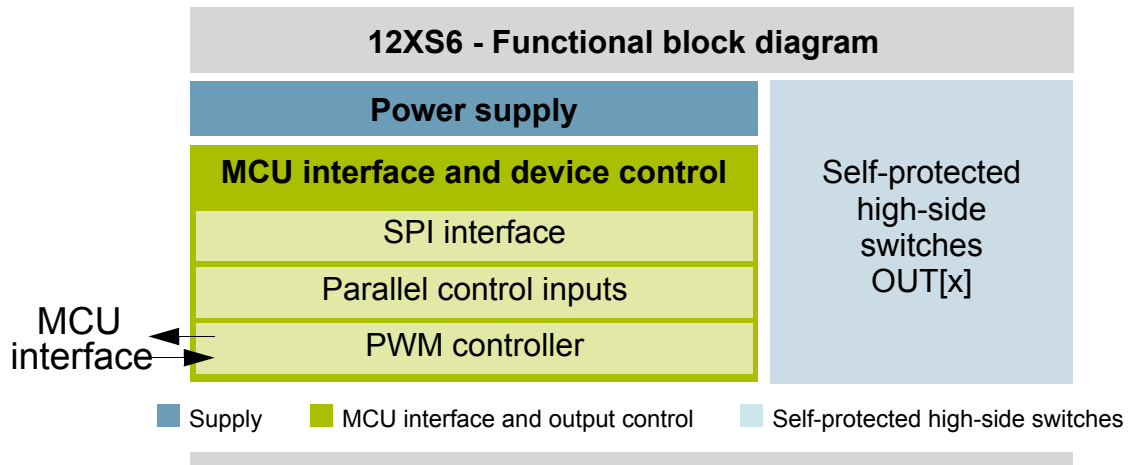 12XS6 - Functional block diagram
Power supply
MCU interface and device control
SPI interface
Parallel control inputs
PWM controller
Self-protected
high-side
switches
OUT[x]
MCU
interface
Supply
MCU interface and output control
Self-protected high-side switches